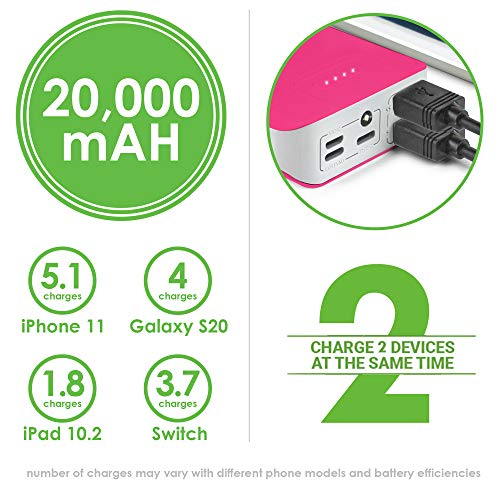 20,000
mAH
5.1
charges
iPhone 11
4
charges
Galaxy S20
1.8
charges
iPad 10.2
3.7
charges
Switch
2
CHARGE 2 DEVICES
AT THE SAME TIME
number of charges may vary with different phone models and battery efficiencies